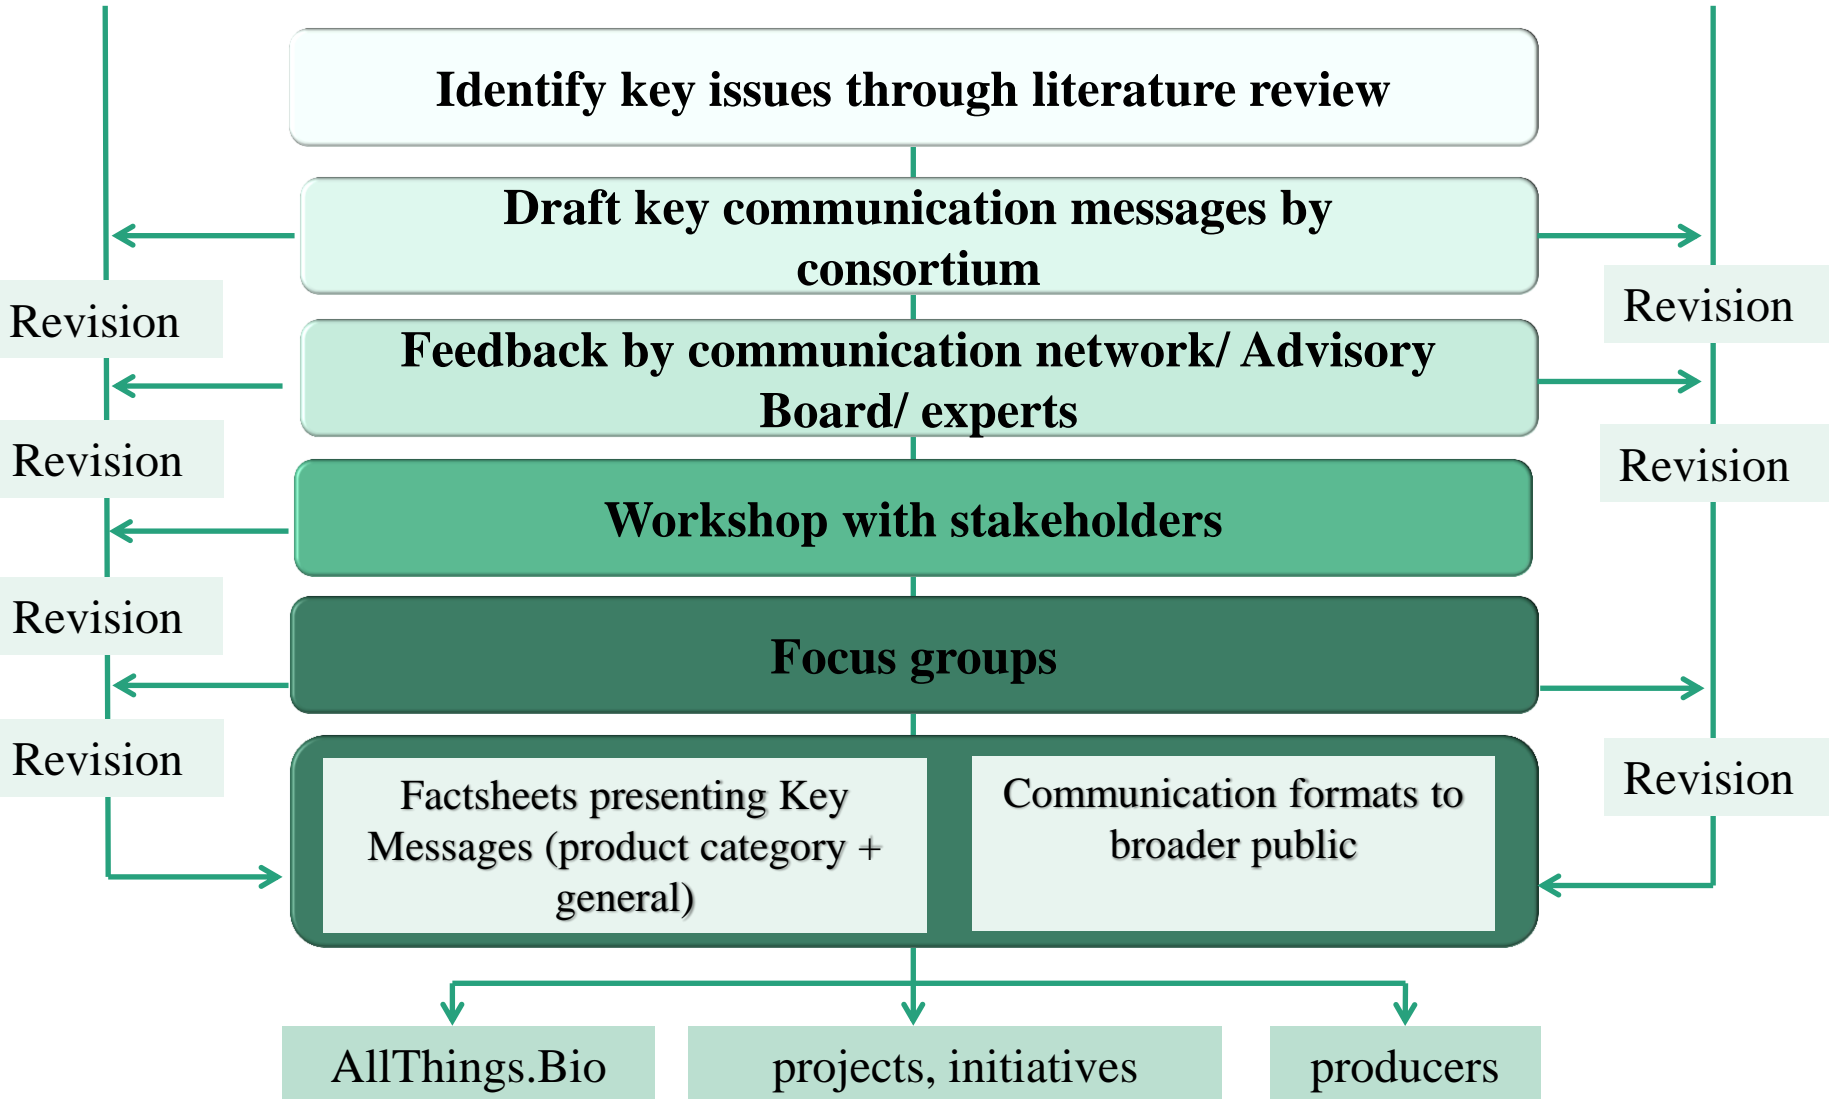 Identify key issues through literature review
Draft key communication messages by
consortium
Revision
Revision
Feedback by communication network/ Advisory
Board/ experts
Revision
Revision
Workshop with stakeholders
Revision
Focus groups
Revision
Revision
Factsheets presenting Key
Messages (product category +
general)
Communication formats to
broader public
AllThings.Bio
projects, initiatives
producers